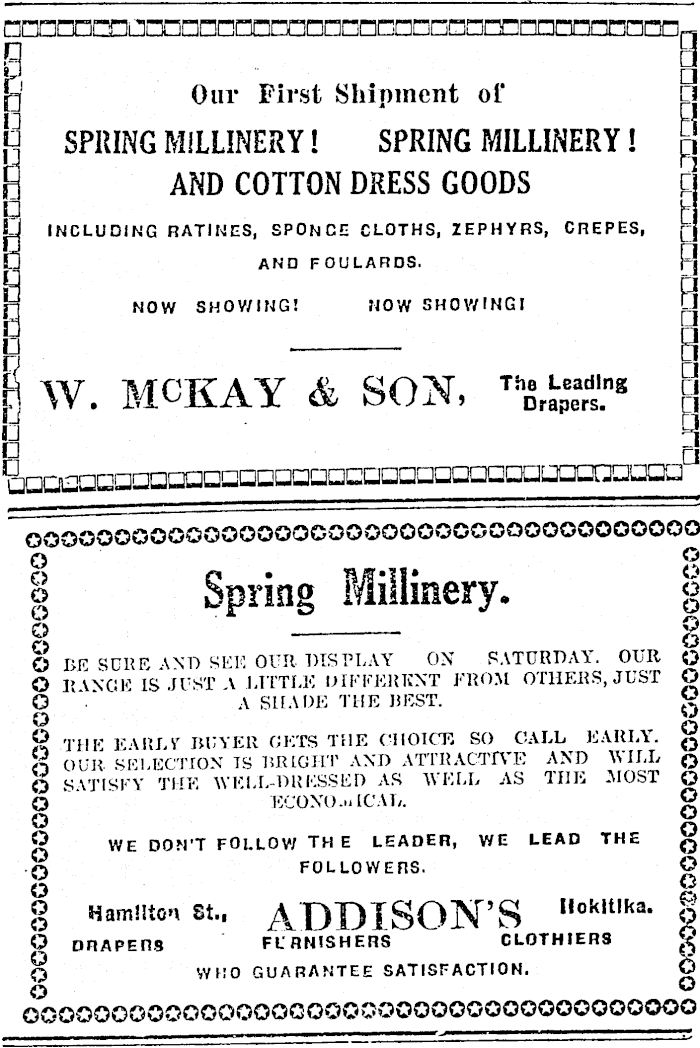 Our First Shipment of
SPRING MILLINERY! SPRING MILLINERY!
AND COTTON DRESS GOODS
INCLUDING RATINES, SPONGE CLOTHS, ZEPHYRS, CREPES,
AND FOULARDS.
NOW SHOWING! NOW SHOWING!
W. McKAY & SON, The Leading
Drapers.
Spring Millinery.
BE SURE AND SEE OUR DISPLAY ON SATURDAY. OUR
RANGE IS JUST A LITTLE DIFFERENT FROM OTHERS, JUST
A SHADE THE BEST.
THE EARLY BUYER GETS THE CHOICE SO CALL EARLY.
OUR SELECTION IS BRIGHT AND ATTRACTIVE AND WILL
SATISFY THE WELL-DRESSED AS WELL AS THE MOST
ECONOMICAL.
WE DON'T FOLLOW THE LEADER, WE LEAD THE
FOLLOWERS.
Hamilton St., ADDISON'S Hokitika.
DRAPERS FURNISHERS CLOTHIERS
WHO GUARANTEE SATISFACTION.